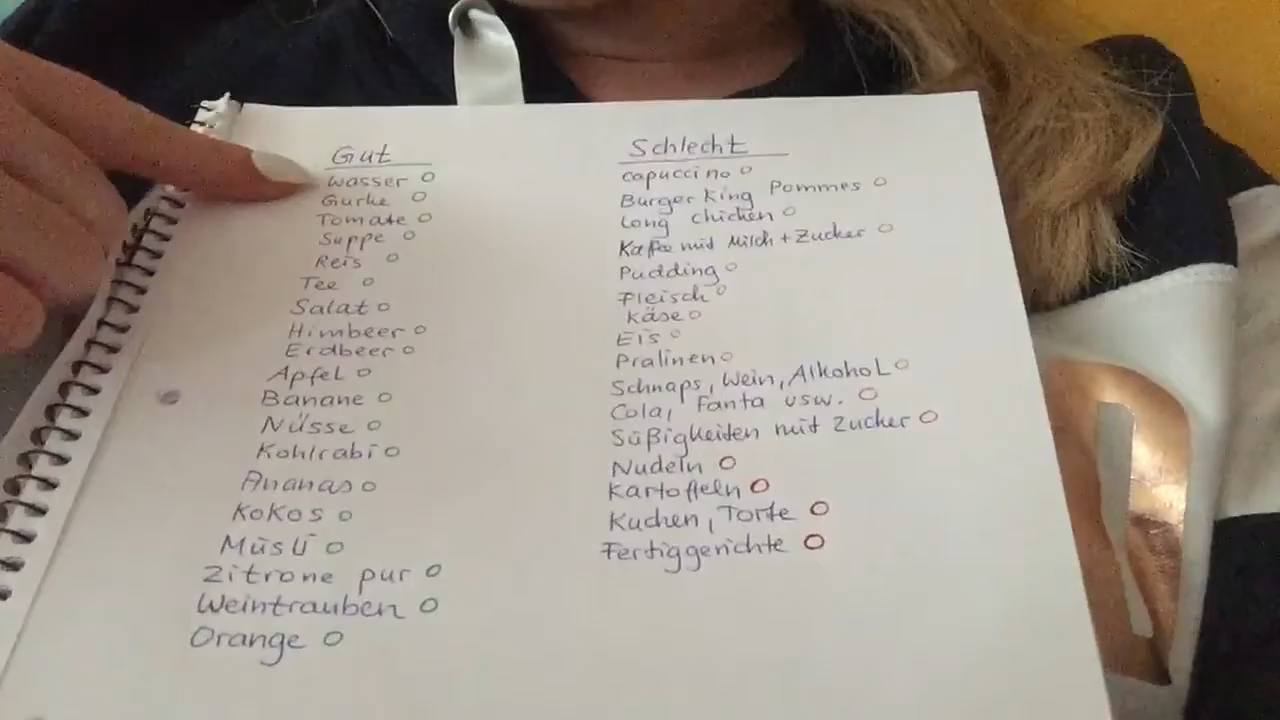 Gut
Wasser
Gurke
Tomate
Suppe
Reis
Tee
Salat
Himbeer
Erdbeer
Apfel
Banane
Nüsse
Kohlrabi
Ananas
Kokos
Müsli
Zitrone pur
Weintrauben
Orange
Schlecht
Capuccino
Burger King Pommes
Long chicken
Kaffee mit Milch + Zucker
Pudding
Fleisch
Käse
Eis
Pralinen
Schnaps, Wein, Alkohol
Cola, Fanta usw.
Süßigkeiten mit Zucker
Nudeln
Kartoffeln
Kuchen, Torte
Fertiggerichte